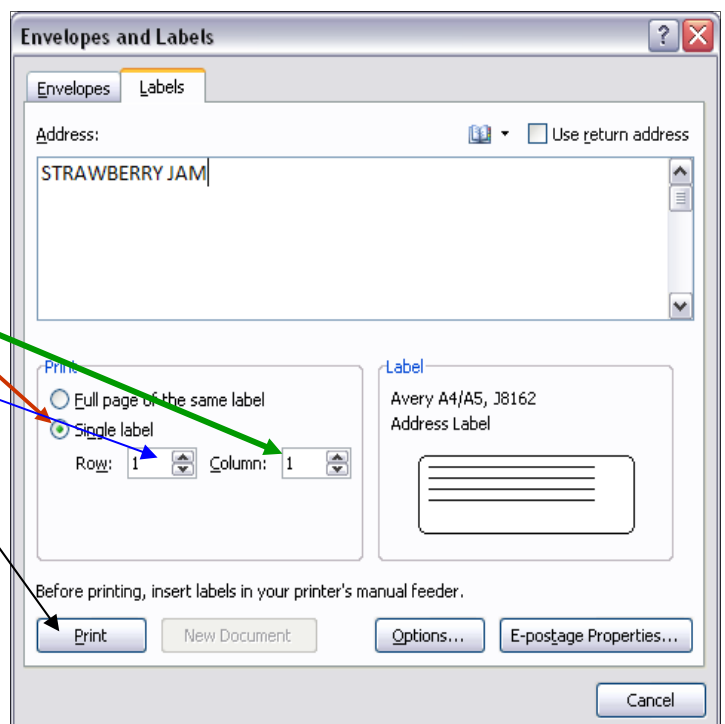 Envelopes and Labels
Envelopes Labels
Address: Use return address
STRAWBERRY JAM
Print Label
Full page of the same label Avery A4/A5, J8162
Single label Address Label
Row: 1 Column: 1
Before printing, insert labels in your printer's manual feeder.
Print New Document Options... E-postage Properties...
Cancel